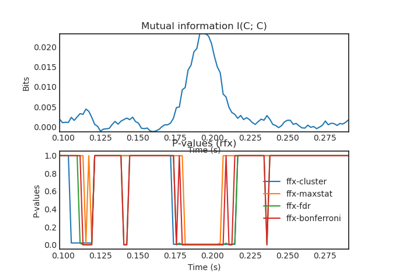 Mutual information I(C; C)
0.020
0.015
0.010
0.005
0.000
Bits
0.100 0.125 0.150 0.175 0.200 0.225 0.250 0.275
Time (s)
P-values (rfx)
1.0
0.8
0.6
0.4
0.2
0.0
P-values
ffx-cluster
ffx-maxstat
ffx-fdr
ffx-bonferroni
0.100 0.125 0.150 0.175 0.200 0.225 0.250 0.275
Time (s)